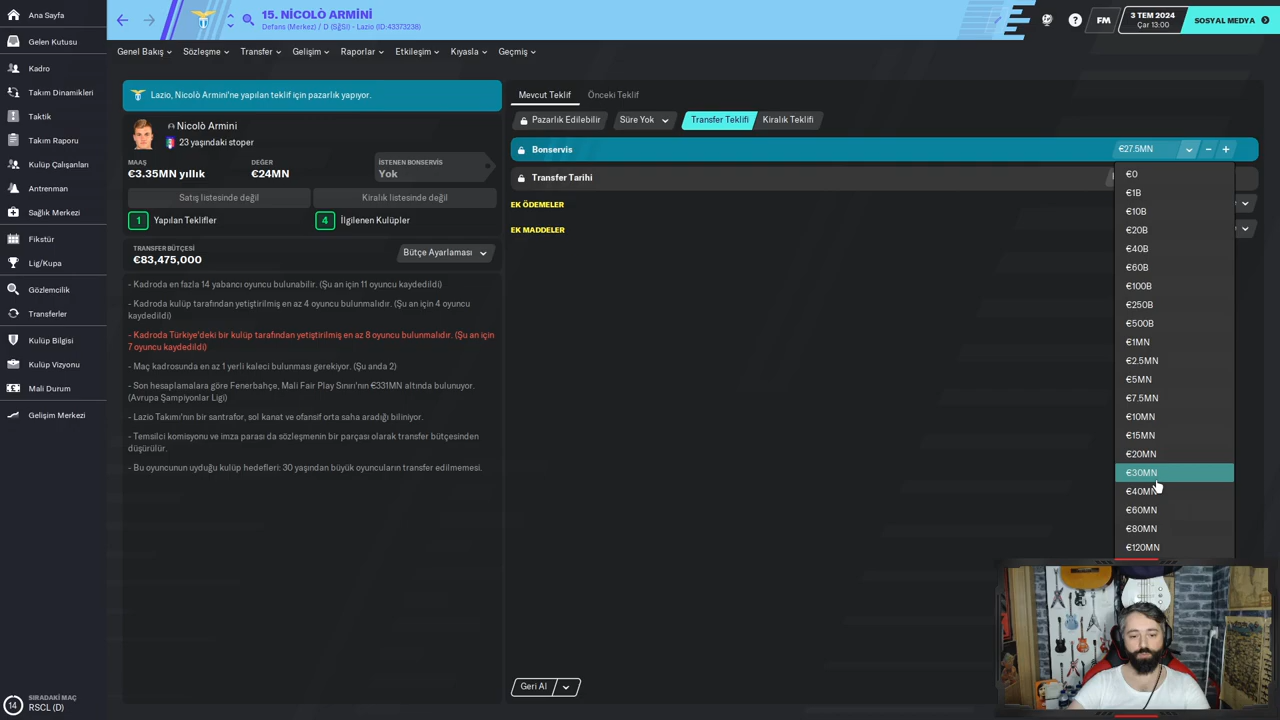 Ana Sayfa
Gelen Kutusu
Kadro
Takım Dinamikleri
Taktik
Takım Raporu
Kulüp Çalışanları
Antrenman
Sağlık Merkezi
Fikstür
Lig/Kupa
Gözlemcilik
Transferler
Kulüp Bilgisi
Kulüp Vizyonu
Mali Durum
Gelişim Merkezi
14
SIRADAKİ MAÇ
RSCL (D)
15. NİCOLÒ ARMİNİ
Defans (Merkez) / D (SğSl) - Lazio (ID:43373238)
FM
3 TEM 2024
Çar 13:00
SOSYAL MEDYA
Genel Bakış
Sözleşme
Transfer
Gelişim
Raporlar
Etkileşim
Kıyasla
Geçmiş
Lazio, Nicolò Armini'ne yapılan teklif için pazarlık yapıyor.
Nicolò Armini
23 yaşındaki stoper
MAAŞ
€3.35MN yıllık
DEĞER
€24MN
İSTENEN BONSERVİS
Yok
Satış listesinde değil
Kiralık listesinde değil
1 Yapılan Teklifler
4 İlgilenen Kulüpler
TRANSFER BÜTÇESİ
€83,475,000
Bütçe Ayarlaması
- Kadroda en fazla 14 yabancı oyuncu bulunabilir. (Şu an için 11 oyuncu kaydedildi)
- Kadroda kulüp tarafından yetiştirilmiş en az 4 oyuncu bulunmalıdır. (Şu an için 4 oyuncu
kaydedildi)
- Kadroda Türkiye'deki bir kulüp tarafından yetiştirilmiş en az 8 oyuncu bulunmalıdır. (Şu an için
7 oyuncu kaydedildi)
- Maç kadrosunda en az 1 yerli kaleci bulunması gerekiyor. (Şu anda 2)
- Son hesaplamalara göre Fenerbahçe, Mali Fair Play Sınırı'nın €331MN altında bulunuyor.
(Avrupa Şampiyonlar Ligi)
- Lazio Takımı'nın bir santrafor, sol kanat ve ofansif orta saha aradığı biliniyor.
- Temsilci komisyonu ve imza parası da sözleşmenin bir parçası olarak transfer bütçesinden
düşürülür.
- Bu oyuncunun uyduğu kulüp hedefleri: 30 yaşından büyük oyuncuların transfer edilmemesi.
Mevcut Teklif
Önceki Teklif
Pazarlık Edilebilir
Süre Yok
Transfer Teklifi
Kiralık Teklifi
Bonservis
€27.5MN
Transfer Tarihi
EK ÖDEMELER
EK MADDELER
€0
€1B
€10B
€20B
€40B
€60B
€100B
€250B
€500B
€1MN
€2.5MN
€5MN
€7.5MN
€10MN
€15MN
€20MN
€30MN
€40MN
€60MN
€80MN
€120MN
Geri Al